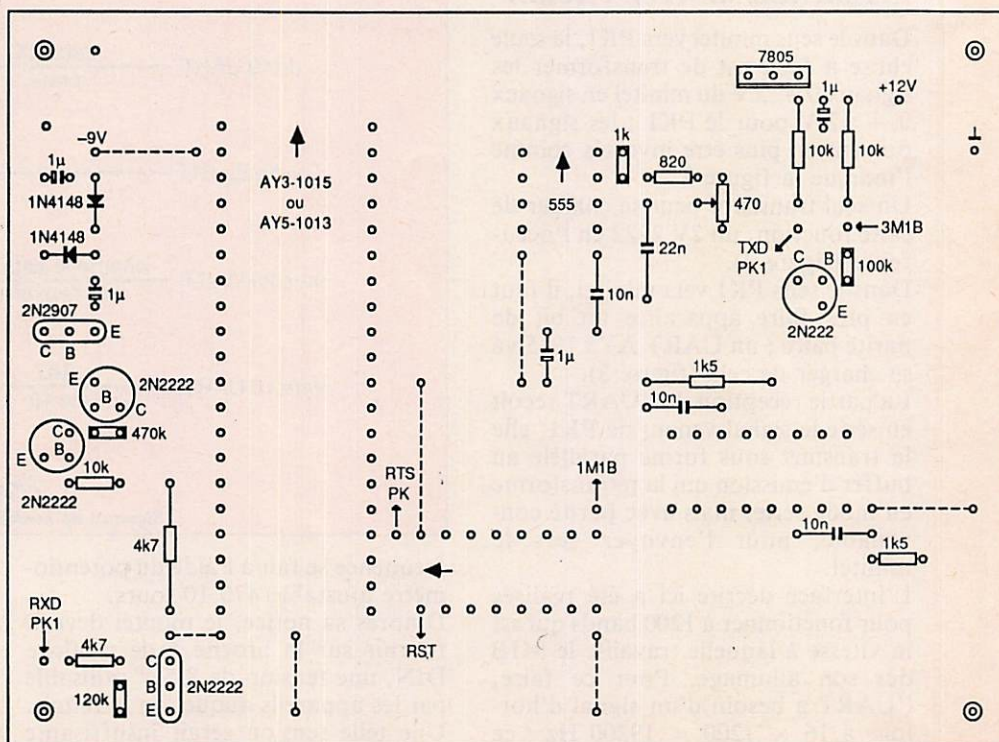 7805
1µ
+12V
-9V
1k
820
10k
10k
1µ
1N4148
AY3-1015
ou
AY5-1013
555
470
3M1B
1N4148
22n
TXD
PK1
C
B
100k
1µ
10n
E
2N222
2N2907
E
C
B
1µ
E
B
C
2N2222
1k5
10n
C
B
E
470k
2N2222
10k
RTS
PK
1M1B
4k7
10n
1k5
RXD
PK1
4k7
RST
C
B
E
2N2222
120k